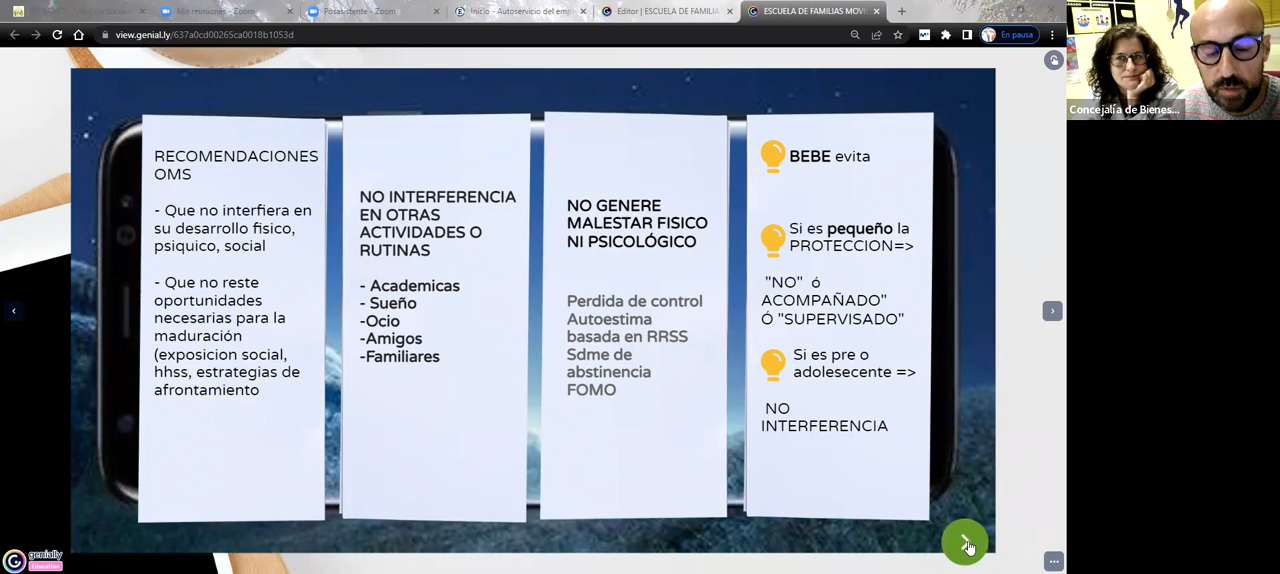 Mis reuniones - Zoom
Posasistente - Zoom
Inicio - Autoservicio del emp
Editor | ESCUELA DE FAMILIA
ESCUELA DE FAMILIAS MOV
view.genial.ly/637a0cd00265ca0018b1053d
En pausa
Concejalía de Bienes...
RECOMENDACIONES
OMS
- Que no interfiera en
su desarrollo fisico,
psiquico, social
- Que no reste
oportunidades
necesarias para la
maduración
(exposicion social,
hhss, estrategias de
afrontamiento
NO INTERFERENCIA
EN OTRAS
ACTIVIDADES O
RUTINAS
- Academicas
- Sueño
-Ocio
-Amigos
-Familiares
NO GENERE
MALESTAR FISICO
NI PSICOLÓGICO
Perdida de control
Autoestima
basada en RRSS
Sdme de
abstinencia
FOMO
BEBE evita
Si es pequeño la
PROTECCION=>
"NO" ó
ACOMPAÑADO"
Ó "SUPERVISADO"
Si es pre o
adolesecente =>
NO
INTERFERENCIA
genially
Education